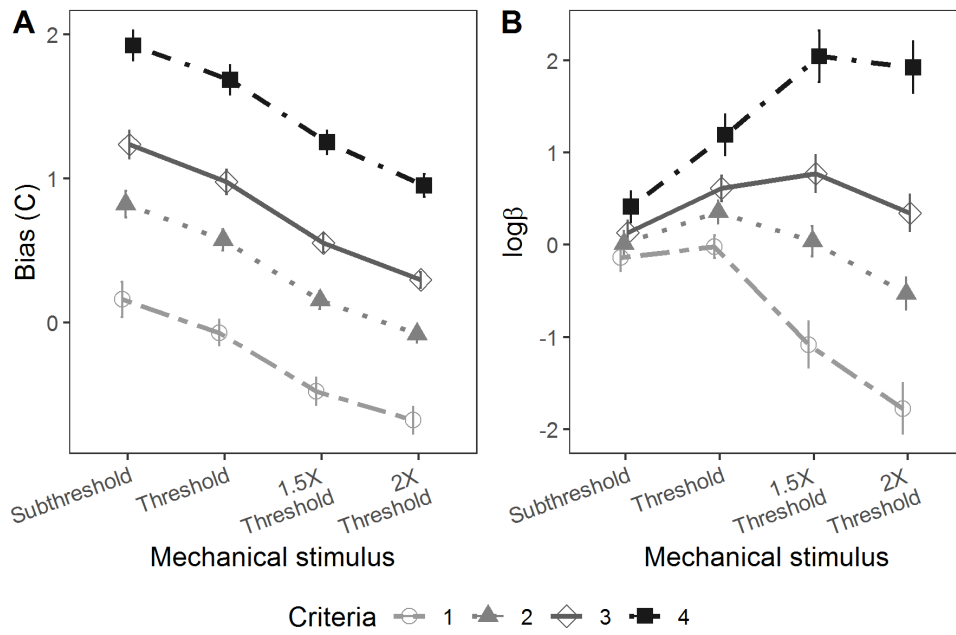 A
Bias (C)
2
1
0
Subthreshold
Threshold
1.5X
Threshold
2X
Threshold
Mechanical stimulus
B
logβ
2
1
0
-1
-2
Subthreshold
Threshold
1.5X
Threshold
2X
Threshold
Mechanical stimulus
Criteria 1 2 3 4